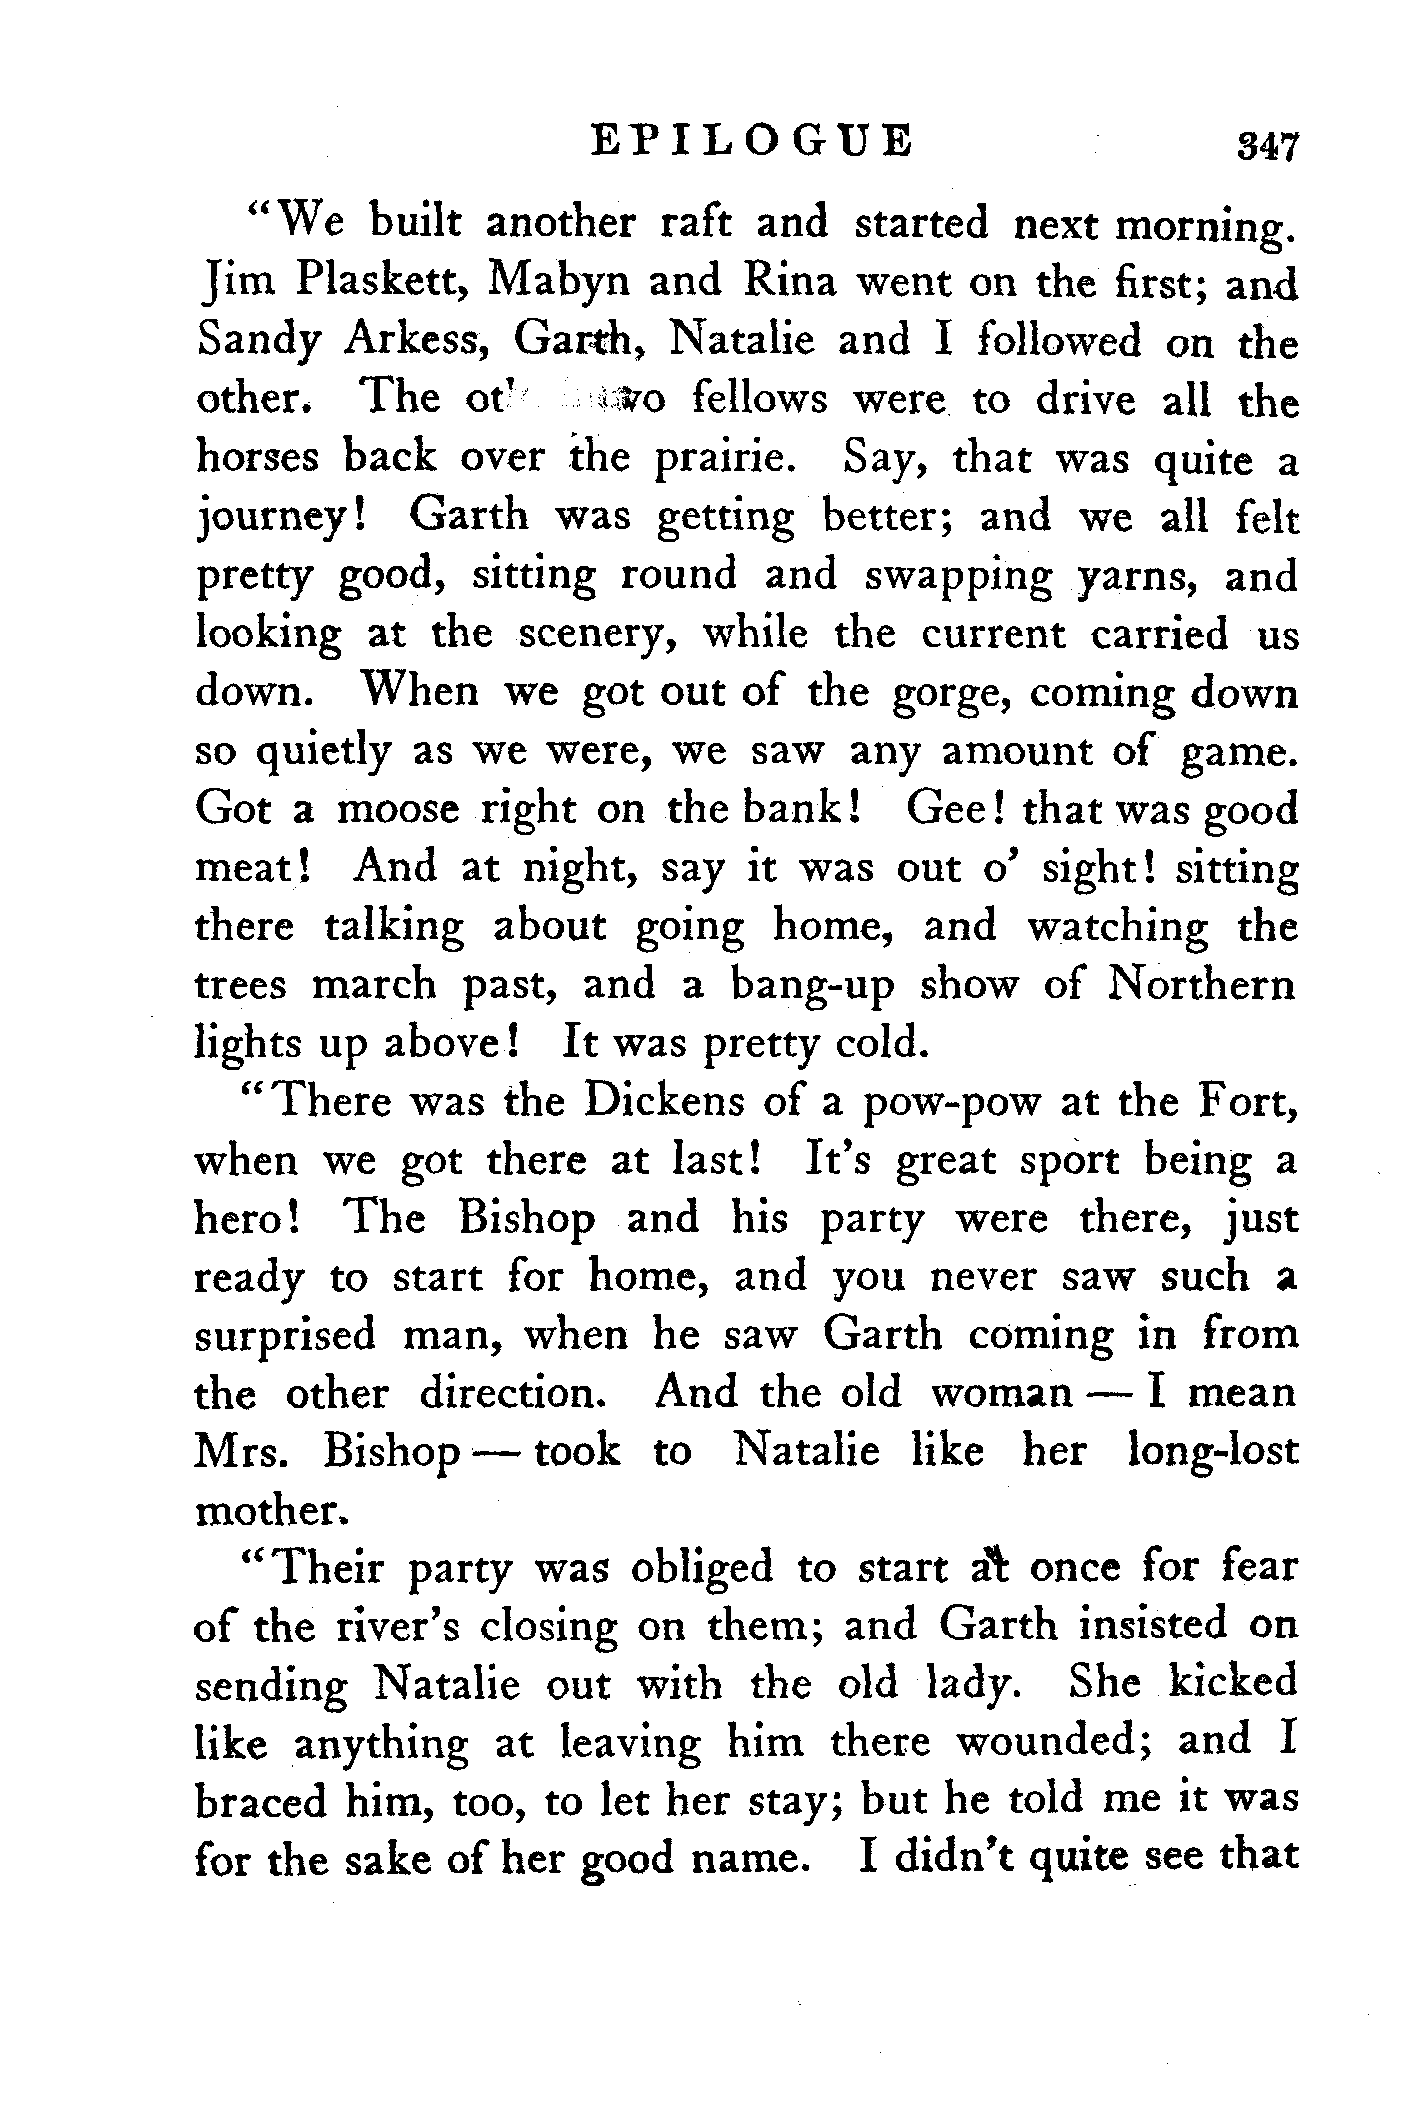 EPILOGUE 347
"We built another raft and started next morning.
Jim Plaskett, Mabyn and Rina went on the first; and
Sandy Arkess, Garth, Natalie and I followed on the
other. The fellows were to drive all the
horses back over the prairie. Say, that was quite a
journey! Garth was getting better; and we all felt
pretty good, sitting round and swapping yarns, and
looking at the scenery, while the current carried us
down. When we got out of the gorge, coming down
so quietly as we were, we saw any amount of game.
Got a moose right on the bank! Gee! that was good
meat! And at night, say it was out o' sight! sitting
there talking about going home, and watching the
trees march past, and a bang-up show of Northern
lights up above! It was pretty cold.
"There was the Dickens of a pow-pow at the Fort,
when we got there at last! It's great sport being a
hero! The Bishop and his party were there, just
ready to start for home, and you never saw such a
surprised man, when he saw Garth coming in from
the other direction. And the old woman — I mean
Mrs. Bishop — took to Natalie like her long-lost
mother.
"Their party was obliged to start at once for fear
of the river's closing on them; and Garth insisted on
sending Natalie out with the old lady. She kicked
like anything at leaving him there wounded; and I
braced him, too, to let her stay; but he told me it was
for the sake of her good name. I didn't quite see that